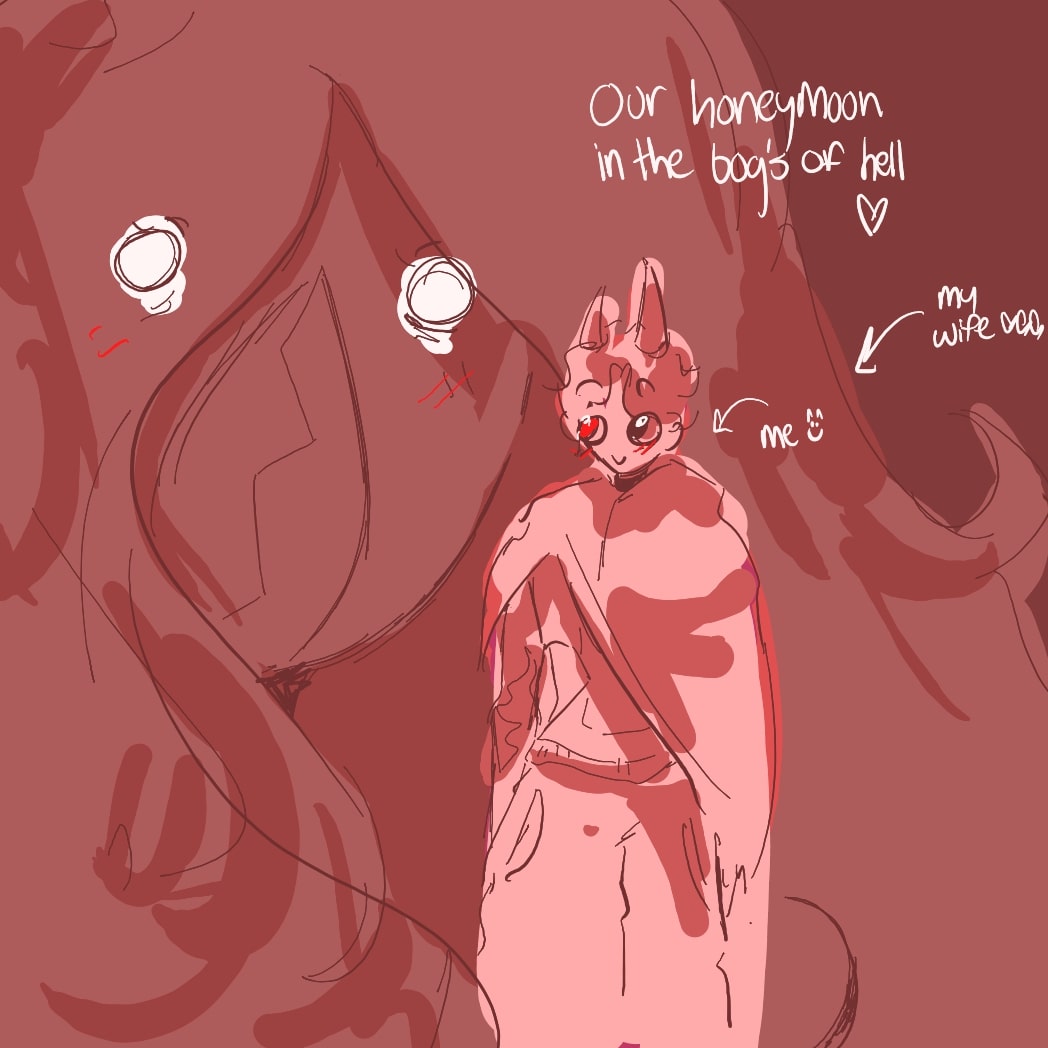 Our honeymoon
in the bog's of hell
♡
my
wife ♡♡♡
me